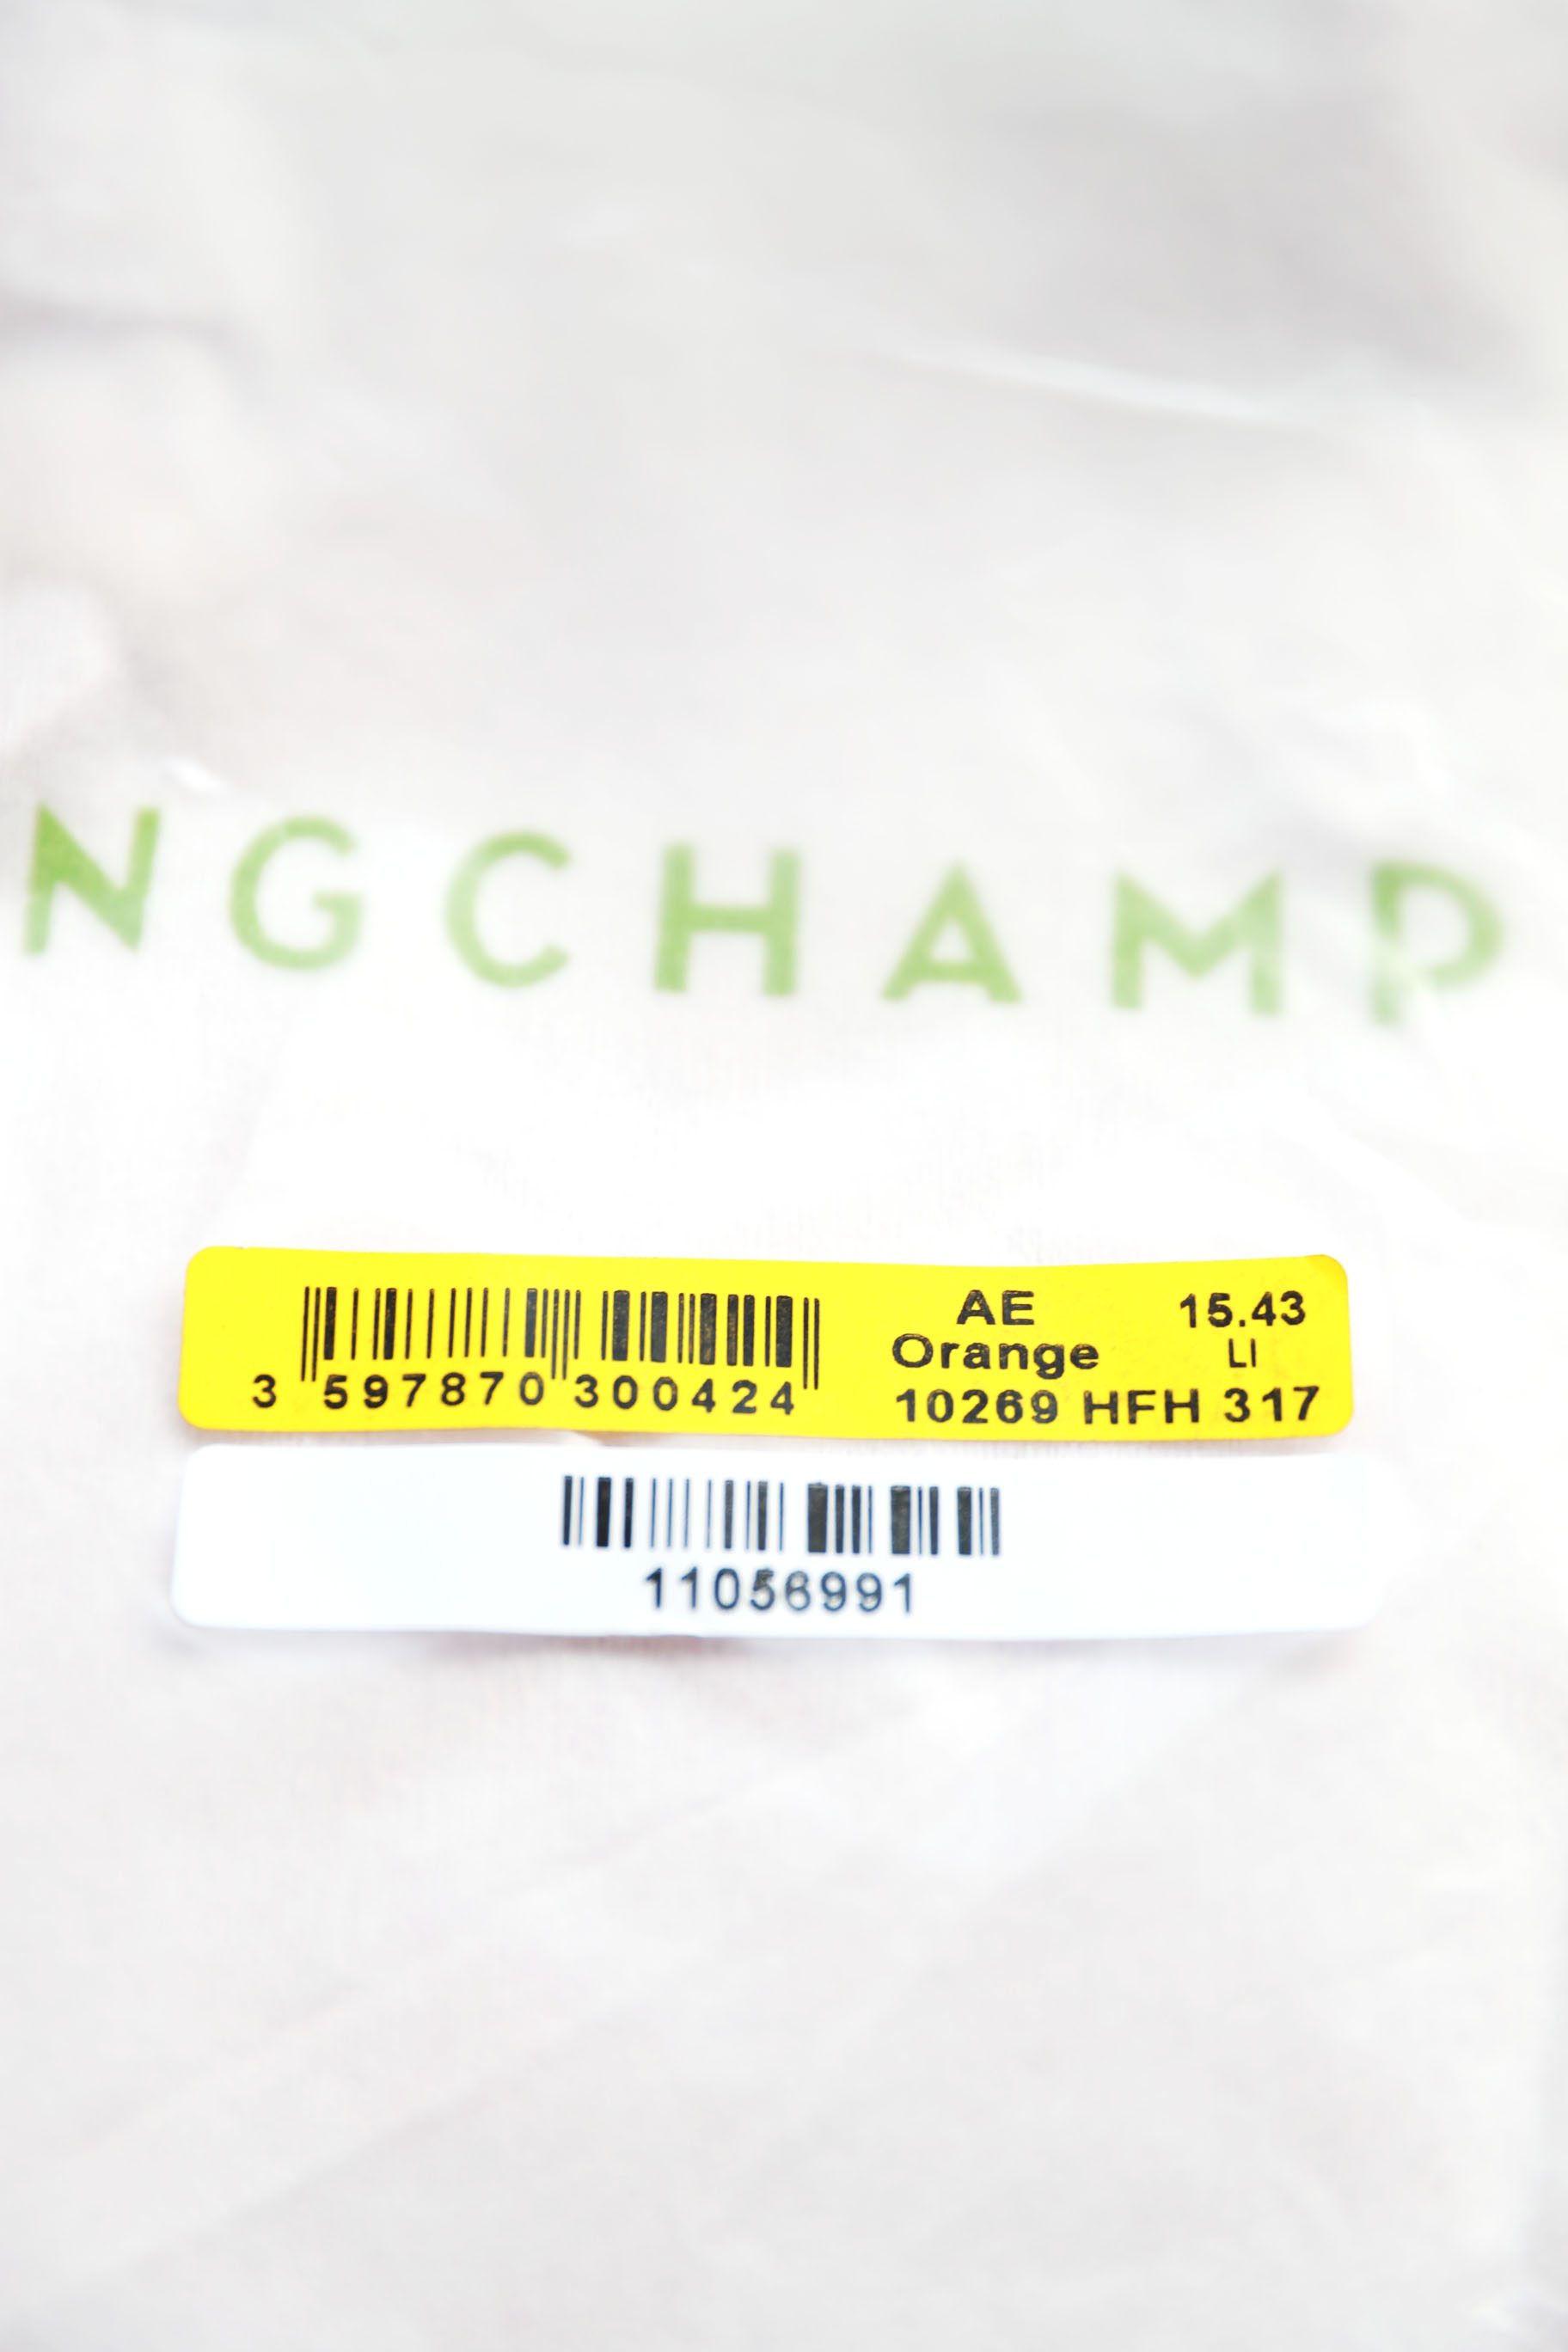 NGCHAMP
AE 15.43
Orange LI
3 597870 300424 10269 HFH 317
11056991